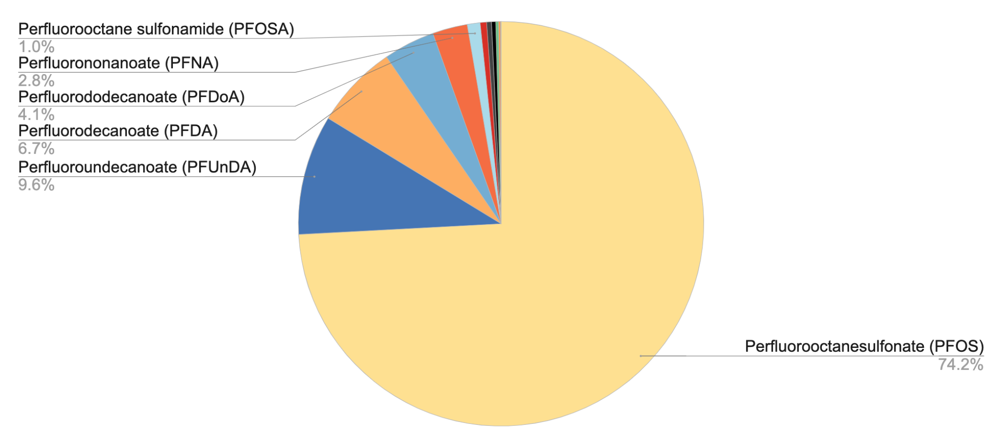 Perfluorooctane sulfonamide (PFOSA)
1.0%
Perfluorononanoate (PFNA)
2.8%
Perfluorododecanoate (PFDoA)
4.1%
Perfluorodecanoate (PFDA)
6.7%
Perfluoroundecanoate (PFUnDA)
9.6%
Perfluorooctanesulfonate (PFOS)
74.2%